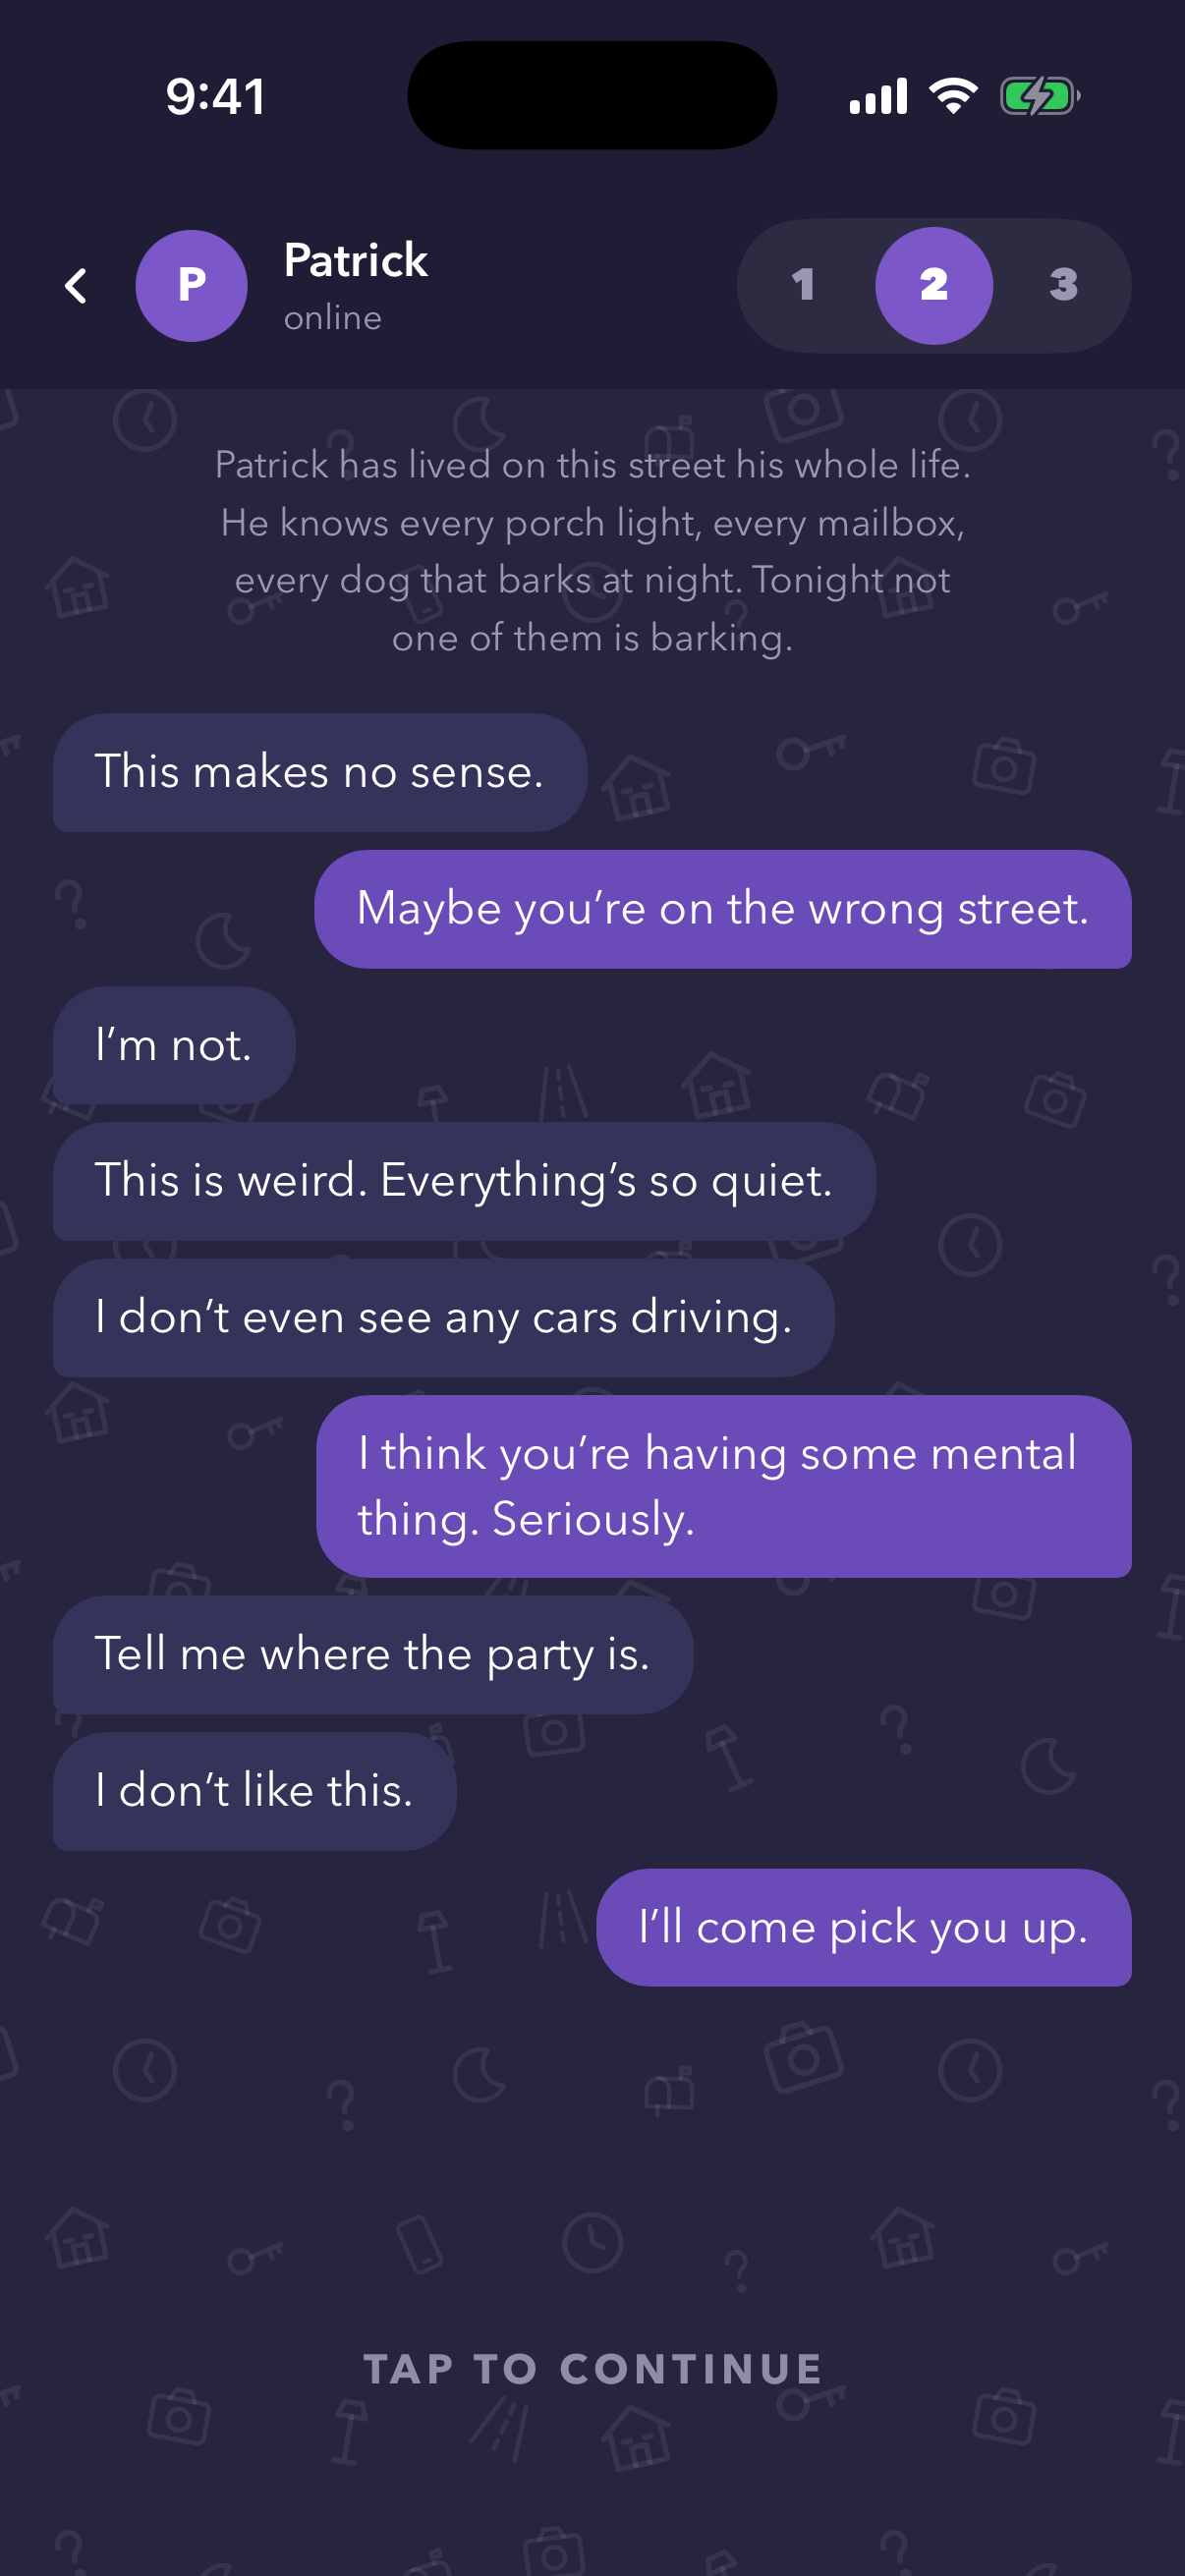 9:41
P
Patrick
online
1 2 3
Patrick has lived on this street his whole life.
He knows every porch light, every mailbox,
every dog that barks at night. Tonight not
one of them is barking.
This makes no sense.
Maybe you’re on the wrong street.
I’m not.
This is weird. Everything’s so quiet.
I don’t even see any cars driving.
I think you’re having some mental
thing. Seriously.
Tell me where the party is.
I don’t like this.
I’ll come pick you up.
TAP TO CONTINUE